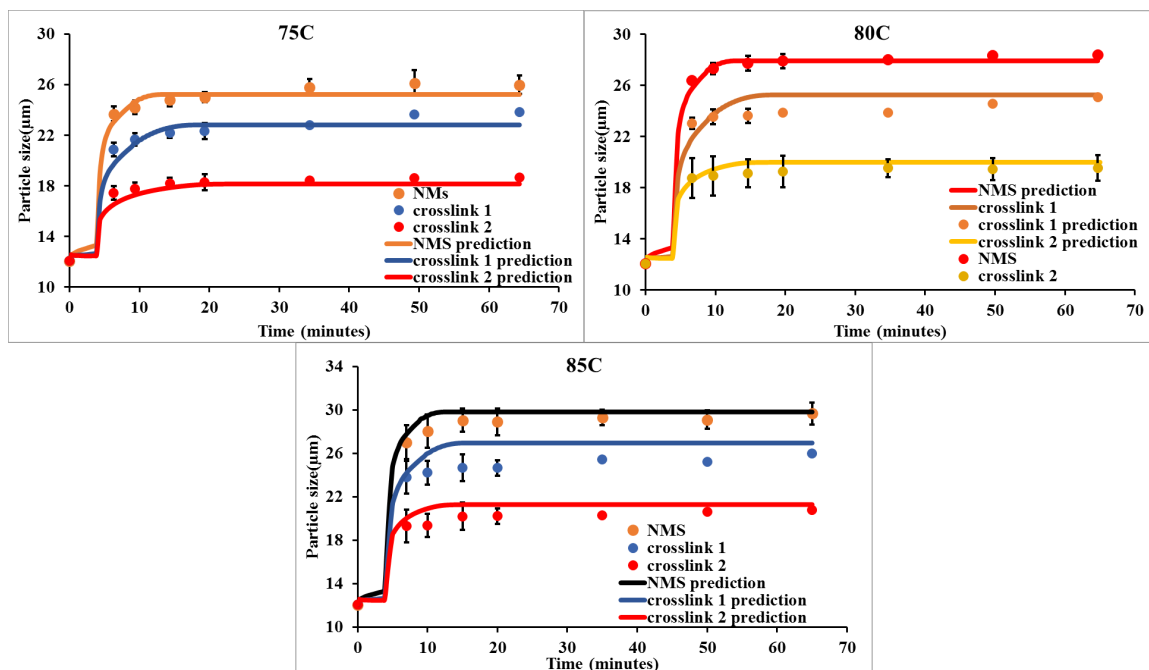 75C
Particle size(µm)
30
26
22
18
14
10
NMs
crosslink 1
crosslink 2
NMS prediction
crosslink 1 prediction
crosslink 2 prediction
0 10 20 30 40 50 60 70
Time (minutes)
80C
Particle size(µm)
30
26
22
18
14
10
NMS prediction
crosslink 1
crosslink 1 prediction
crosslink 2 prediction
NMS
crosslink 2
0 10 20 30 40 50 60 70
Time (minutes)
85C
Particle size(µm)
34
30
26
22
18
14
10
NMS
crosslink 1
crosslink 2
NMS prediction
crosslink 1 prediction
crosslink 2 prediction
0 10 20 30 40 50 60 70
Time (minutes)